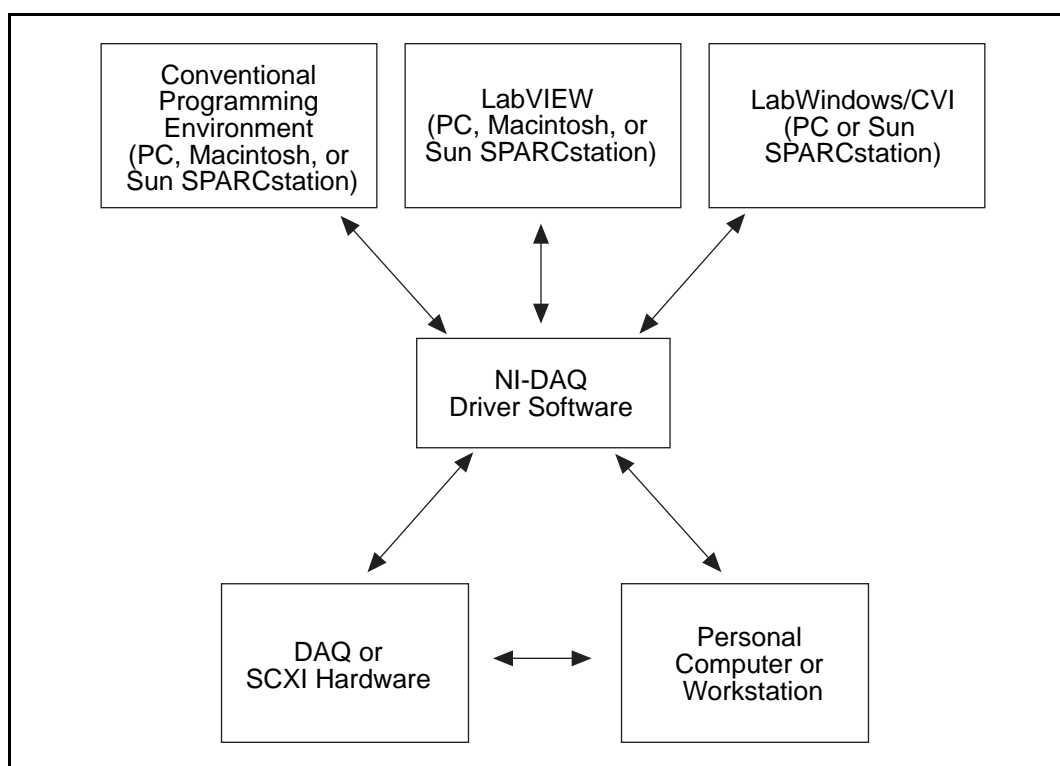 Conventional
Programming
Environment
(PC, Macintosh, or
Sun SPARCstation)
LabVIEW
(PC, Macintosh, or
Sun SPARCstation)
LabWindows/CVI
(PC or Sun
SPARCstation)
NI-DAQ
Driver Software
DAQ or
SCXI Hardware
Personal
Computer or
Workstation